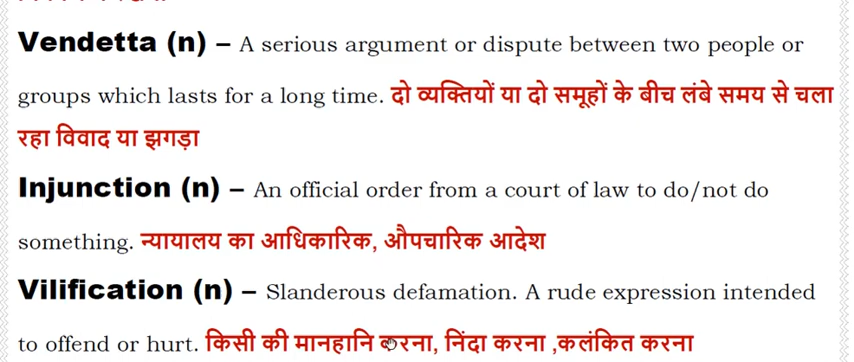 Vendetta (n) – A serious argument or dispute between two people or
groups which lasts for a long time. दो व्यक्तियों या दो समूहों के बीच लंबे समय से चला
रहा विवाद या झगड़ा
Injunction (n) – An official order from a court of law to do/not do
something. न्यायालय का आधिकारिक, औपचारिक आदेश
Vilification (n) – Slanderous defamation. A rude expression intended
to offend or hurt. किसी की मानहानि करना, निंदा करना ,कलंकित करना